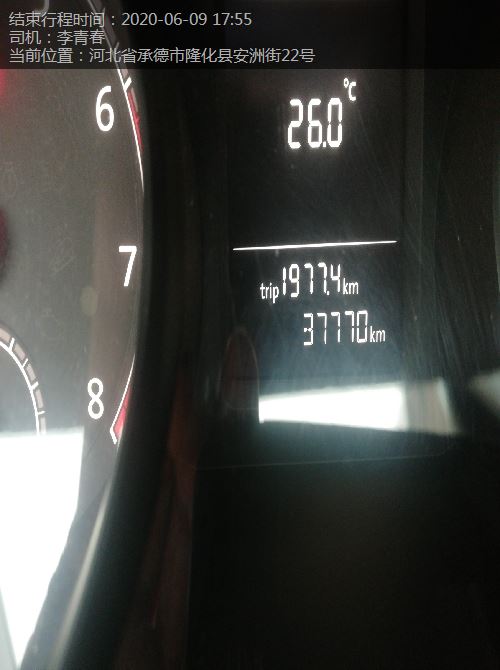 结束行程时间：2020-06-09 17:55
司机：李青春
当前位置：河北省承德市隆化县安洲街22号
6
7
8
26.0 °C
trip 1977.4 km
37770 km